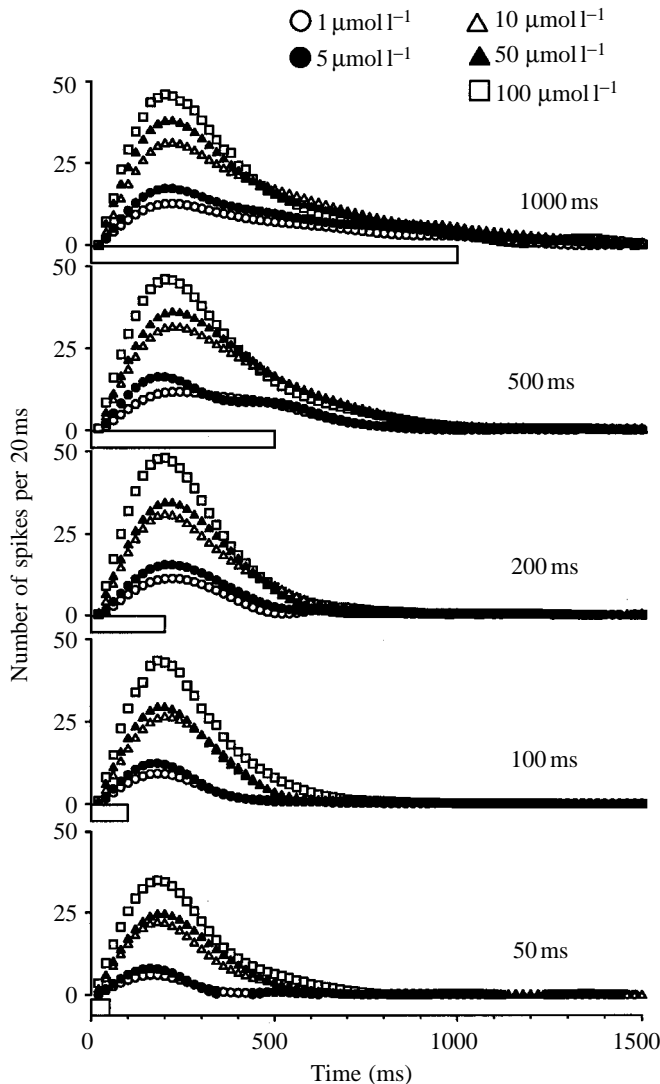 1 µmol l⁻¹
10 µmol l⁻¹
5 µmol l⁻¹
50 µmol l⁻¹
100 µmol l⁻¹
50
25
0
1000 ms
50
25
0
500 ms
50
25
0
200 ms
50
25
0
100 ms
50
25
0
50 ms
Number of spikes per 20 ms
0
500
1000
1500
Time (ms)